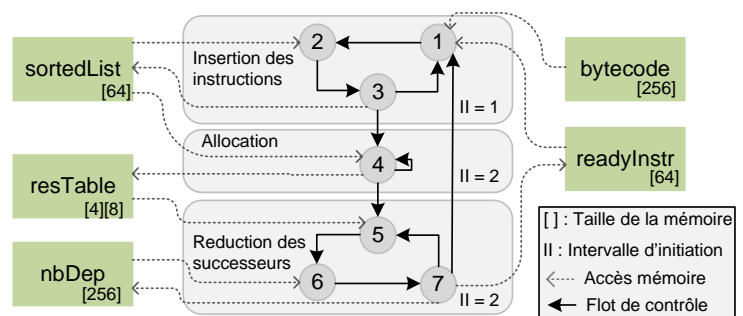 sortedList
[64]
resTable
[4][8]
nbDep
[256]
Insertion des
instructions
2
1
3
II = 1
Allocation
4
II = 2
Reduction des
successeurs
5
6
7
II = 2
bytecode
[256]
readyInstr
[64]
[ ] : Taille de la mémoire
II : Intervalle d'initiation
Accès mémoire
Flot de contrôle